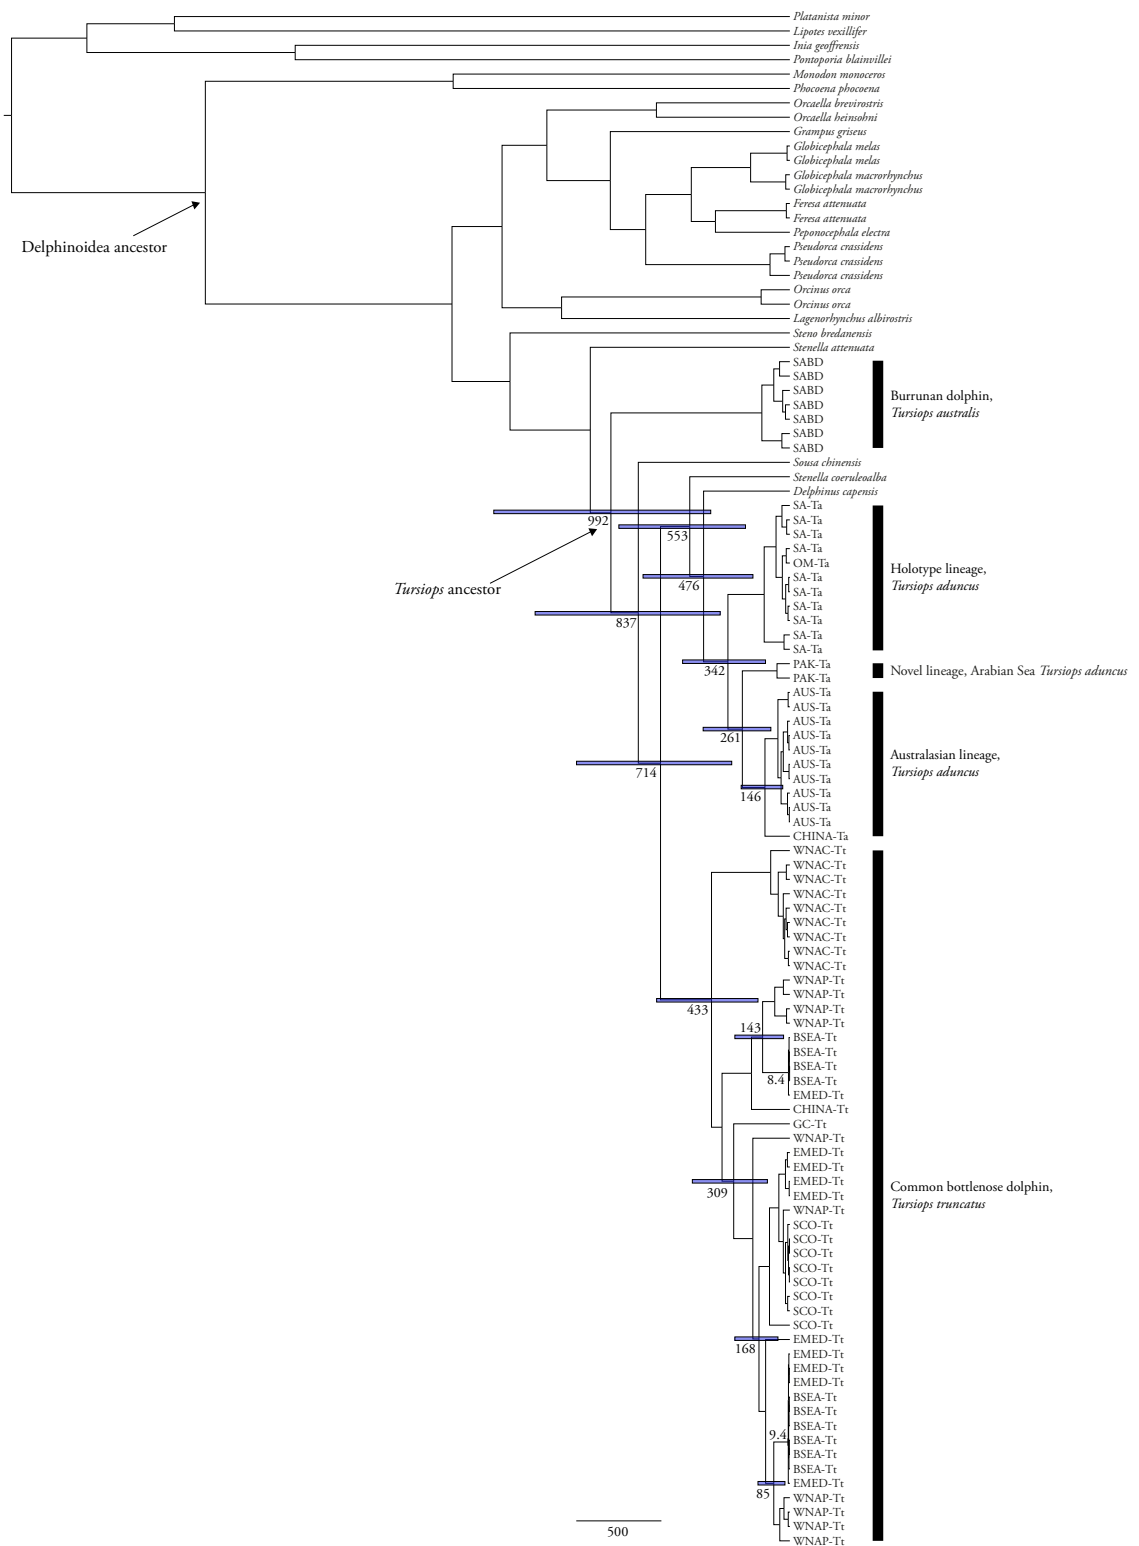 Platanista minor
Lipotes vexillifer
Inia geoffrensis
Pontoporia blainvillei
Monodon monoceros
Phocoena phocoena
Orcaella brevirostris
Orcaella heinsohni
Grampus griseus
Globicephala melas
Globicephala melas
Globicephala macrorhynchus
Globicephala macrorhynchus
Feresa attenuata
Feresa attenuata
Peponocephala electra
Delphinoidea ancestor
Pseudorca crassidens
Pseudorca crassidens
Pseudorca crassidens
Orcinus orca
Orcinus orca
Lagenorhynchus albirostris
Steno bredanensis
Stenella attenuata
SABD
SABD
SABD
SABD
SABD
SABD
SABD
Burrunan dolphin,
Tursiops australis
Sousa chinensis
Stenella coeruleoalba
Delphinus capensis
SA-Ta
SA-Ta
SA-Ta
SA-Ta
OM-Ta
SA-Ta
SA-Ta
SA-Ta
SA-Ta
SA-Ta
SA-Ta
Holotype lineage,
Tursiops aduncus
992
553
Tursiops ancestor
476
837
342
PAK-Ta
PAK-Ta
Novel lineage, Arabian Sea Tursiops aduncus
AUS-Ta
AUS-Ta
AUS-Ta
AUS-Ta
AUS-Ta
AUS-Ta
AUS-Ta
AUS-Ta
AUS-Ta
AUS-Ta
CHINA-Ta
Australasian lineage,
Tursiops aduncus
261
714
146
WNAC-Tt
WNAC-Tt
WNAC-Tt
WNAC-Tt
WNAC-Tt
WNAC-Tt
WNAC-Tt
WNAC-Tt
WNAC-Tt
WNAP-Tt
WNAP-Tt
WNAP-Tt
WNAP-Tt
433
143
BSEA-Tt
BSEA-Tt
BSEA-Tt
BSEA-Tt
8.4
EMED-Tt
CHINA-Tt
GC-Tt
WNAP-Tt
EMED-Tt
EMED-Tt
EMED-Tt
EMED-Tt
309
Common bottlenose dolphin,
Tursiops truncatus
WNAP-Tt
SCO-Tt
SCO-Tt
SCO-Tt
SCO-Tt
SCO-Tt
SCO-Tt
SCO-Tt
SCO-Tt
EMED-Tt
168
EMED-Tt
EMED-Tt
EMED-Tt
BSEA-Tt
BSEA-Tt
BSEA-Tt
9.4
BSEA-Tt
BSEA-Tt
BSEA-Tt
EMED-Tt
85
WNAP-Tt
WNAP-Tt
WNAP-Tt
WNAP-Tt
500